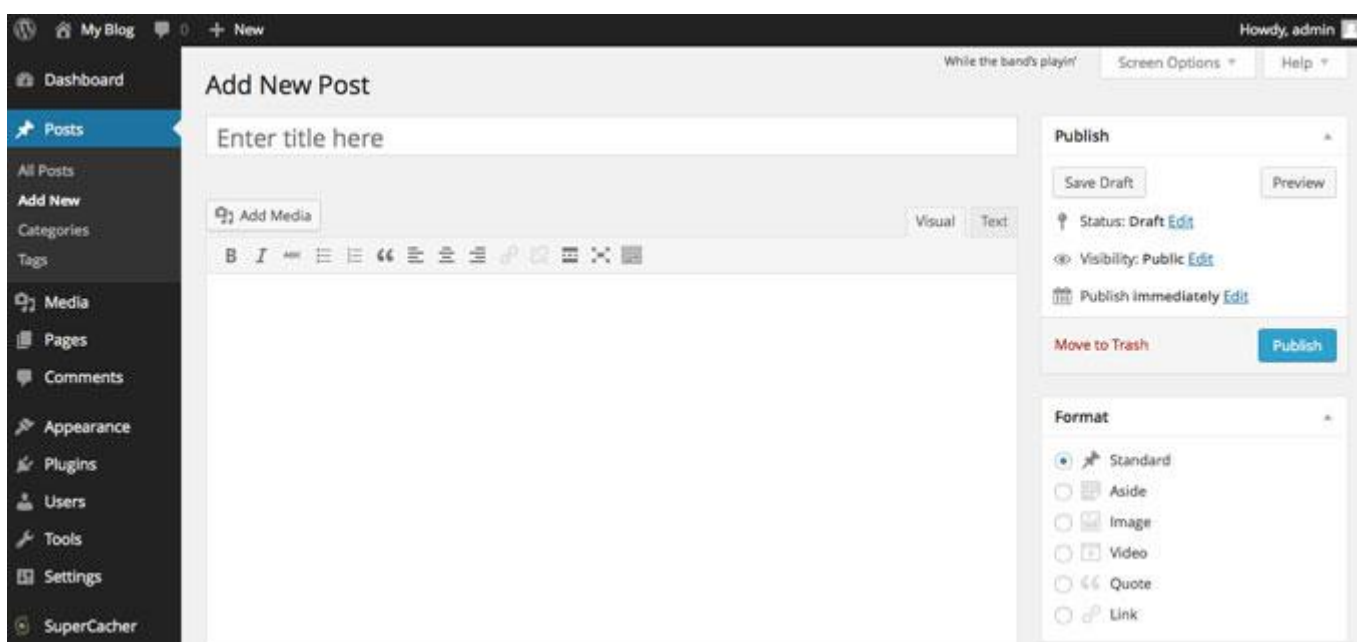 My Blog 0 + New Howdy, admin
Dashboard
Posts
All Posts
Add New
Categories
Tags
Media
Pages
Comments
Appearance
Plugins
Users
Tools
Settings
SuperCacher
While the band's playin' Screen Options Help
Add New Post
Enter title here
Add Media
Visual Text
B I ABC
Publish
Save Draft Preview
Status: Draft Edit
Visibility: Public Edit
Publish immediately Edit
Move to Trash Publish
Format
Standard
Aside
Image
Video
Quote
Link